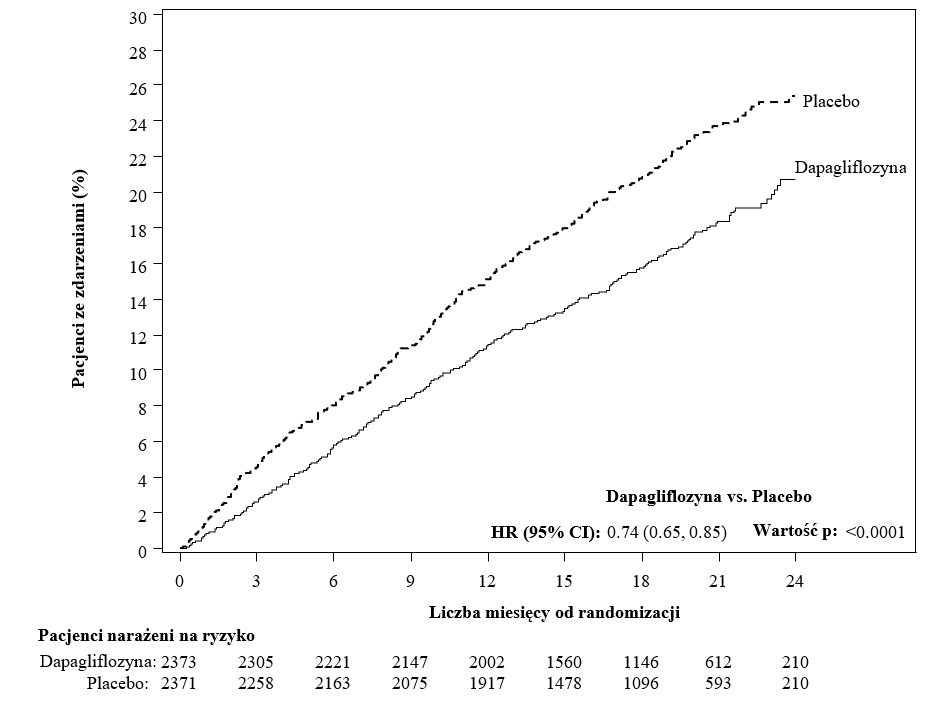 30
28
26
24
22
20
18
16
14
12
10
8
6
4
2
0
Pacjenci ze zdarzeniami (%)
Placebo
Dapagliflozyna
Dapagliflozyna vs. Placebo
HR (95% CI): 0.74 (0.65, 0.85) Wartość p: <0.0001
0 3 6 9 12 15 18 21 24
Liczba miesięcy od randomizacji
Pacjenci narażeni na ryzyko
Dapagliflozyna: 2373 2305 2221 2147 2002 1560 1146 612 210
Placebo: 2371 2258 2163 2075 1917 1478 1096 593 210